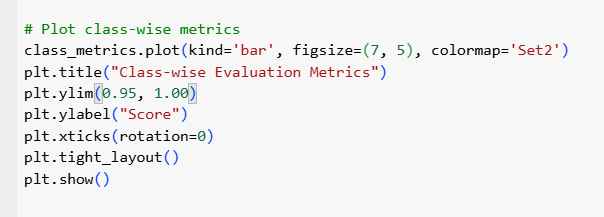 # Plot class-wise metrics
class_metrics.plot(kind='bar', figsize=(7, 5), colormap='Set2')
plt.title("Class-wise Evaluation Metrics")
plt.ylim(0.95, 1.00)
plt.ylabel("Score")
plt.xticks(rotation=0)
plt.tight_layout()
plt.show()